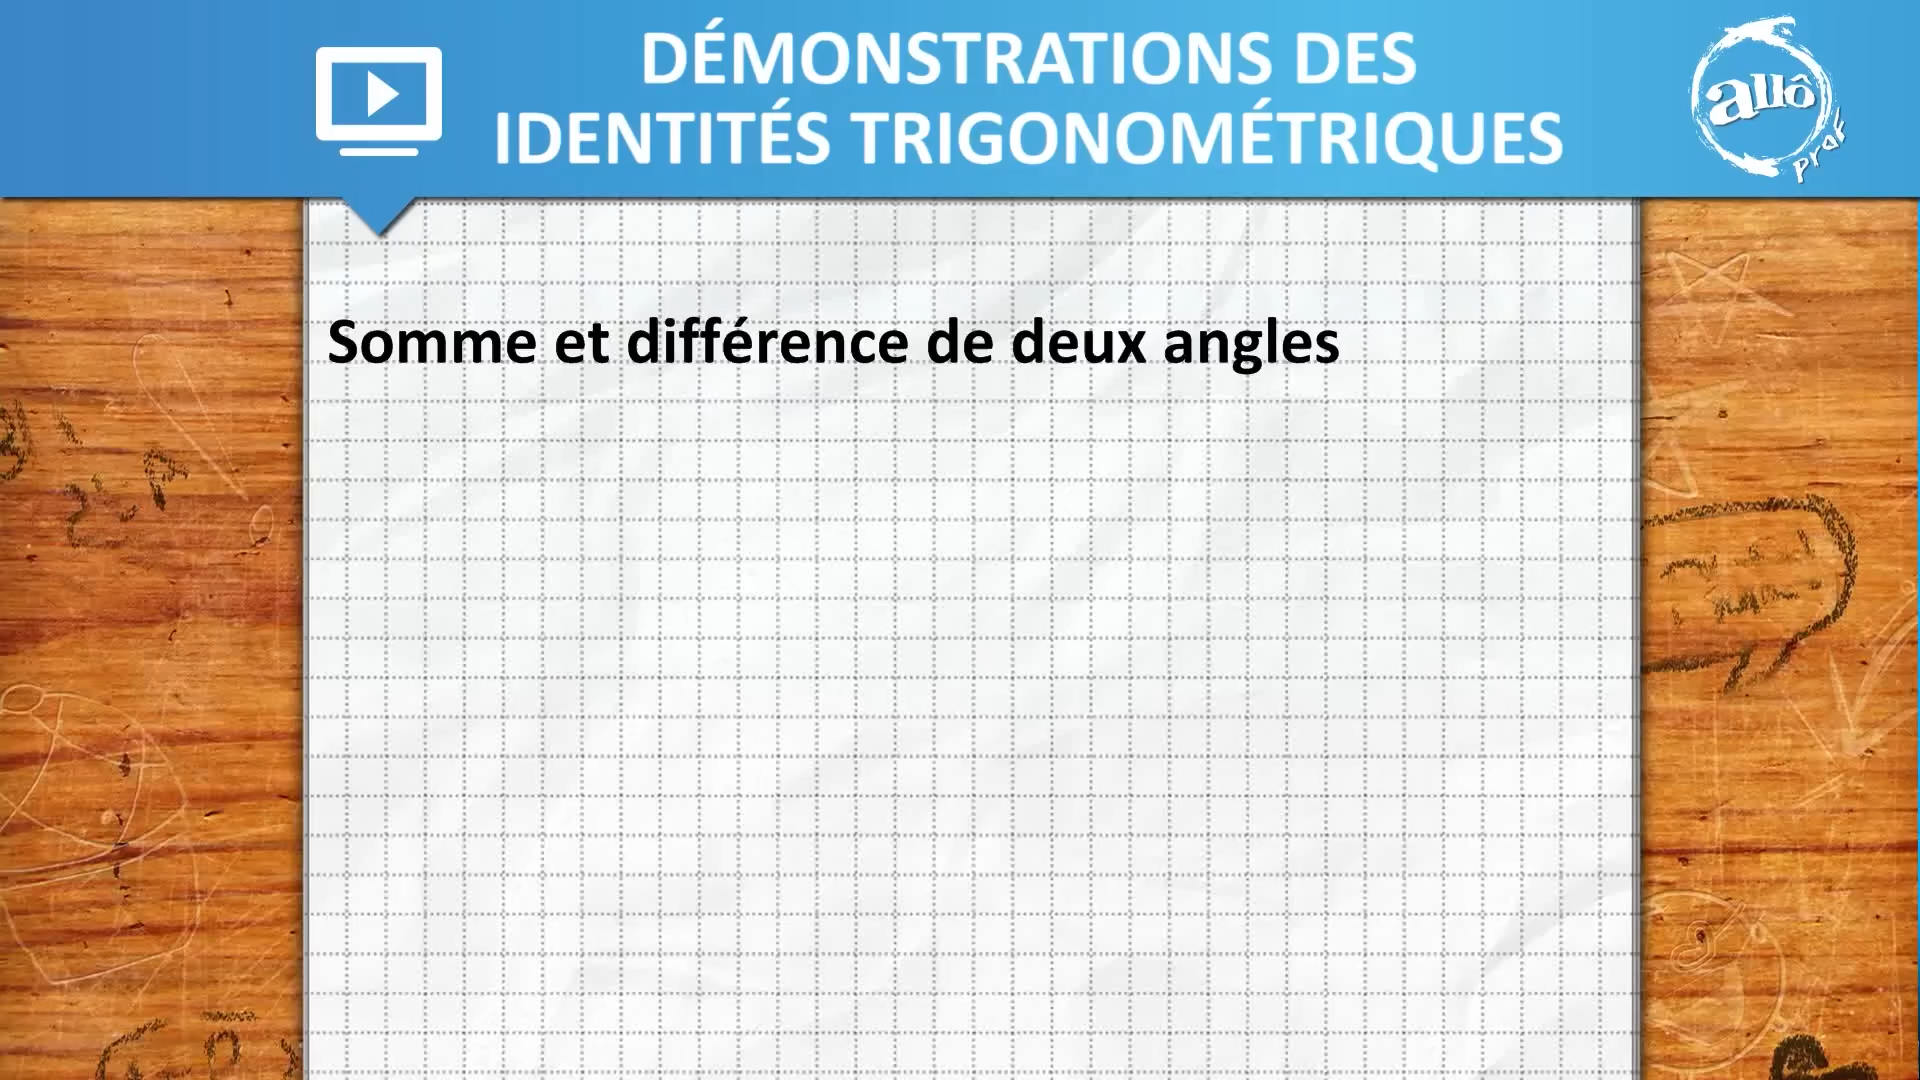 DÉMONSTRATIONS DES
IDENTITÉS TRIGONOMÉTRIQUES
allô
prof
Somme et différence de deux angles